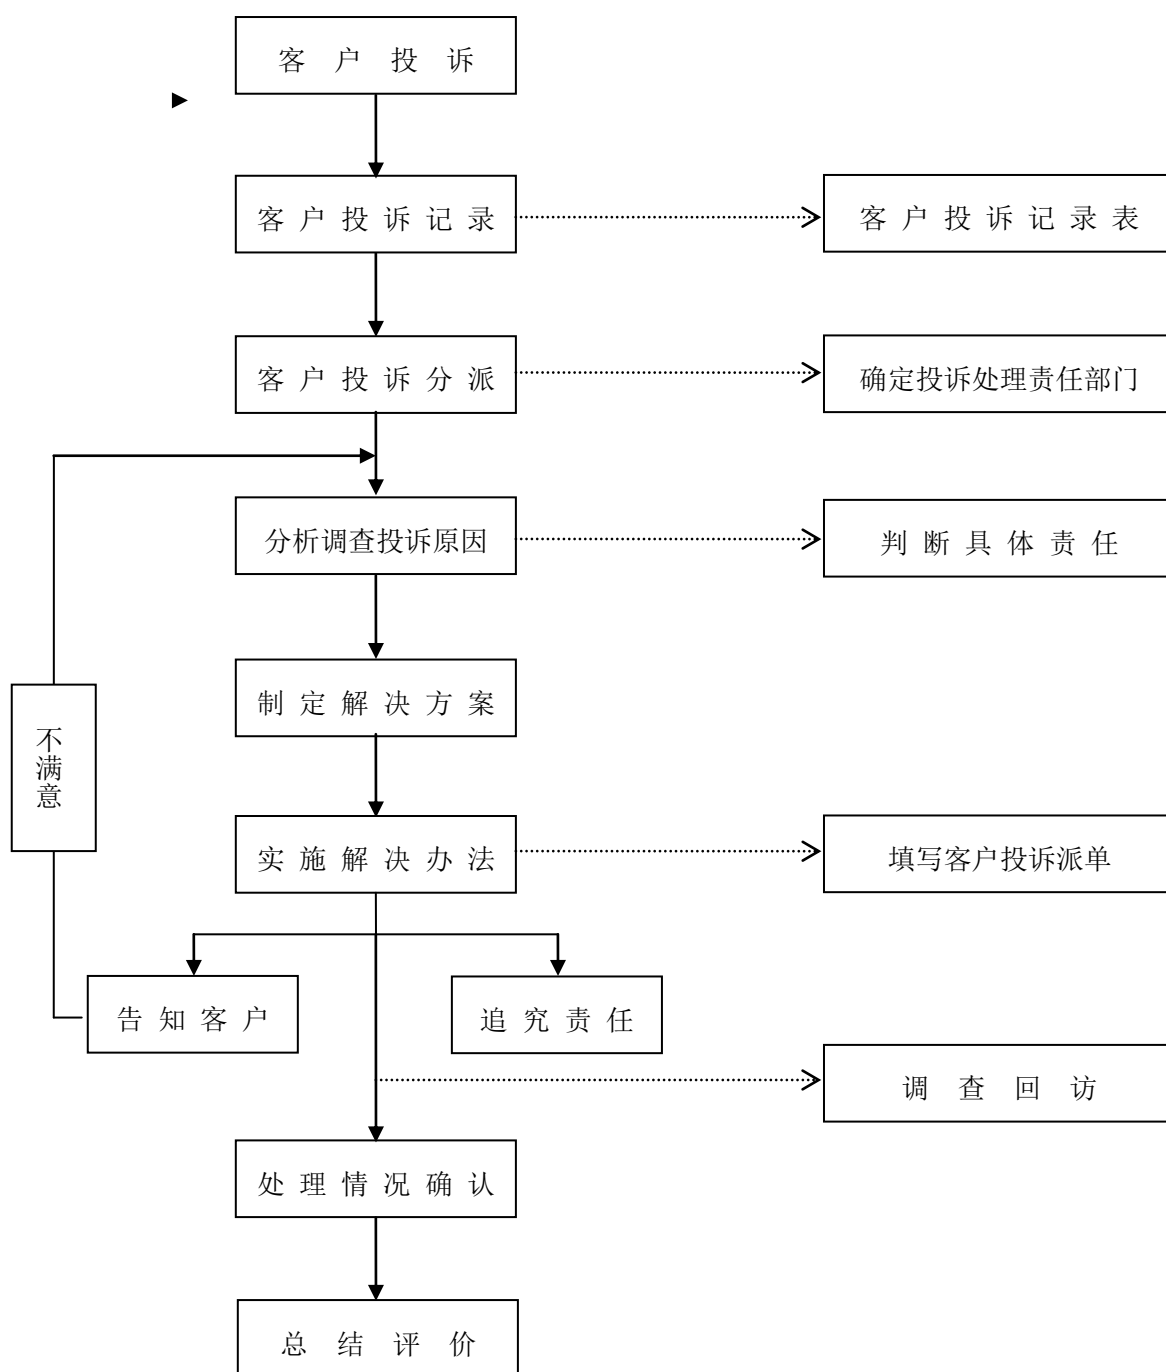 客户投诉
客户投诉记录
客户投诉记录表
客户投诉分派
确定投诉处理责任部门
分析调查投诉原因
判断具体责任
制定解决方案
不满意
实施解决办法
填写客户投诉派单
告知客户
追究责任
调查回访
处理情况确认
总结评价